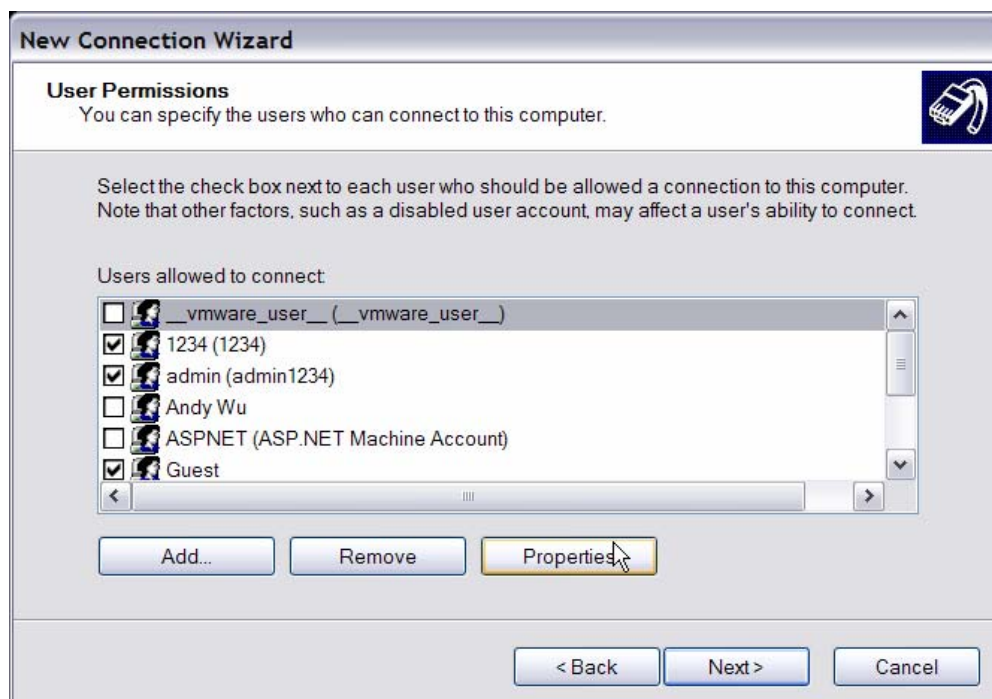 New Connection Wizard
User Permissions
You can specify the users who can connect to this computer.
Select the check box next to each user who should be allowed a connection to this computer.
Note that other factors, such as a disabled user account, may affect a user's ability to connect.
Users allowed to connect:
__vmware_user__ (__vmware_user__)
1234 (1234)
admin (admin1234)
Andy Wu
ASPNET (ASP.NET Machine Account)
Guest
Add... Remove Properties
< Back Next > Cancel